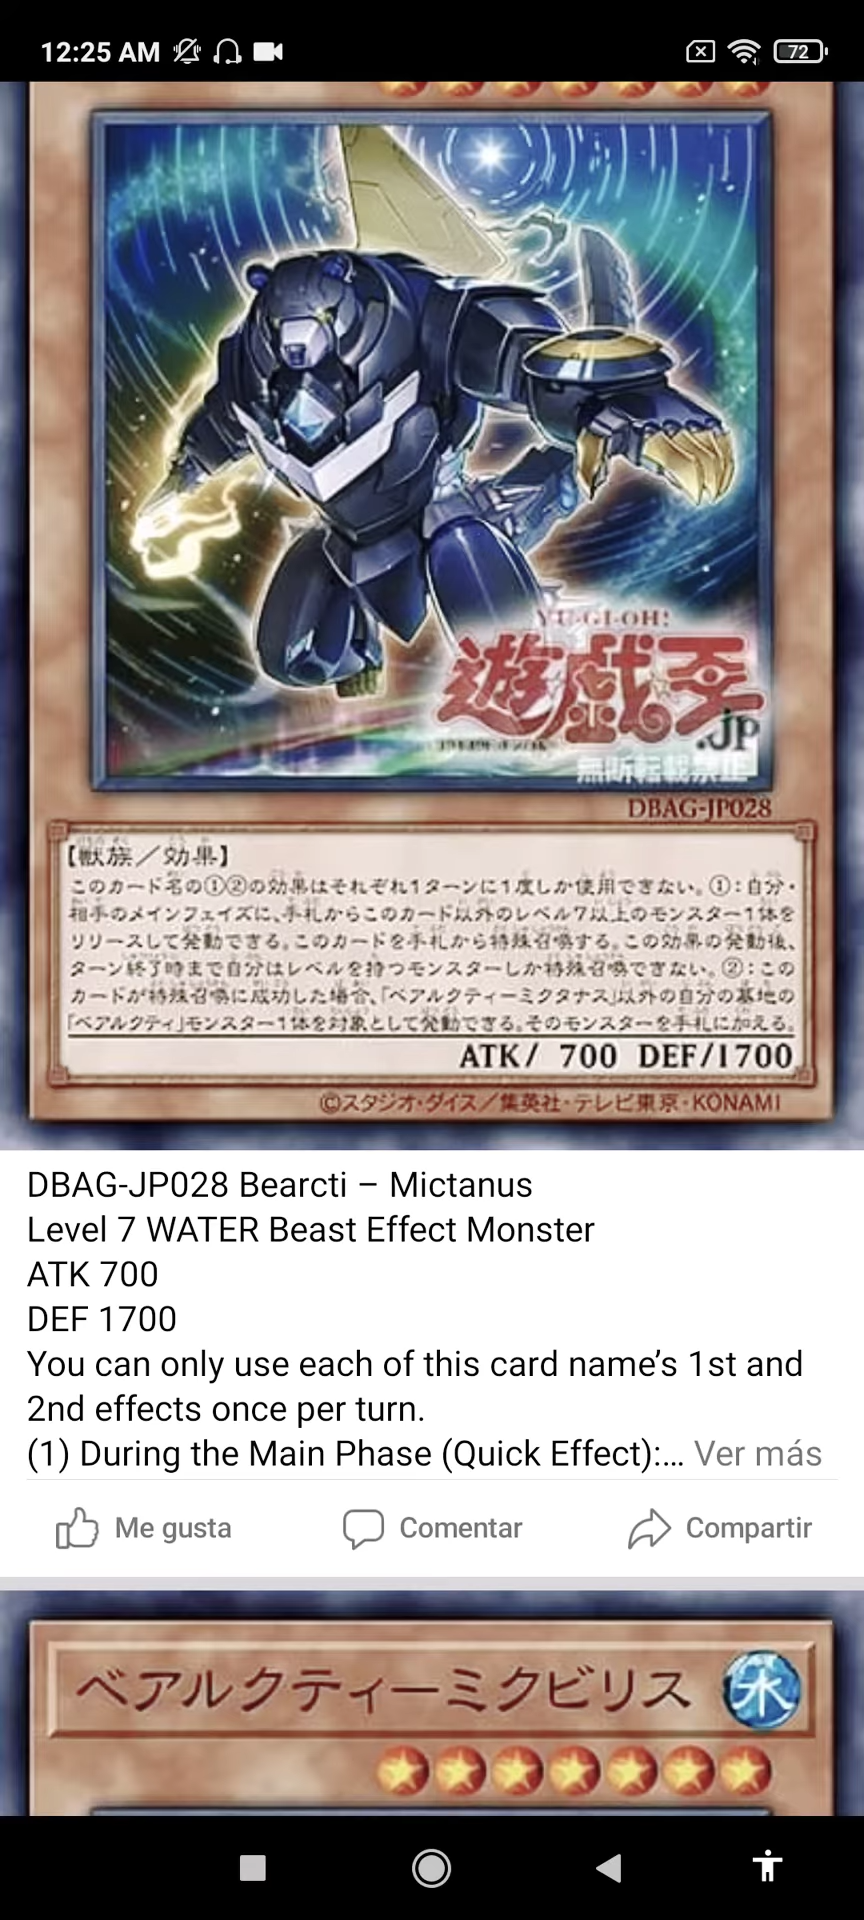 12:25 AM
72
YU-GI-OH!
遊戯王
.jp
無断転載禁止
DBAG-JP028
【獣族/効果】
このカード名の①②の効果はそれぞれ1ターンに1度しか使用できない。①:自分・
相手のメインフェイズに、手札からこのカード以外のレベル7以上のモンスター1体を
リリースして発動できる。このカードを手札から特殊召喚する。この効果の発動後、
ターン終了時まで自分はレベルを持つモンスターしか特殊召喚できない。②:この
カードが特殊召喚に成功した場合、「ベアルクティーミクタナス」以外の自分の墓地の
「ベアルクティ」モンスター1体を対象として発動できる。そのモンスターを手札に加える。
ATK/ 700 DEF/1700
©スタジオ・ダイス/集英社・テレビ東京・KONAMI
DBAG-JP028 Bearcti – Mictanus
Level 7 WATER Beast Effect Monster
ATK 700
DEF 1700
You can only use each of this card name’s 1st and
2nd effects once per turn.
(1) During the Main Phase (Quick Effect):... Ver más
Me gusta
Comentar
Compartir
ベアルクティーミクビリス
水